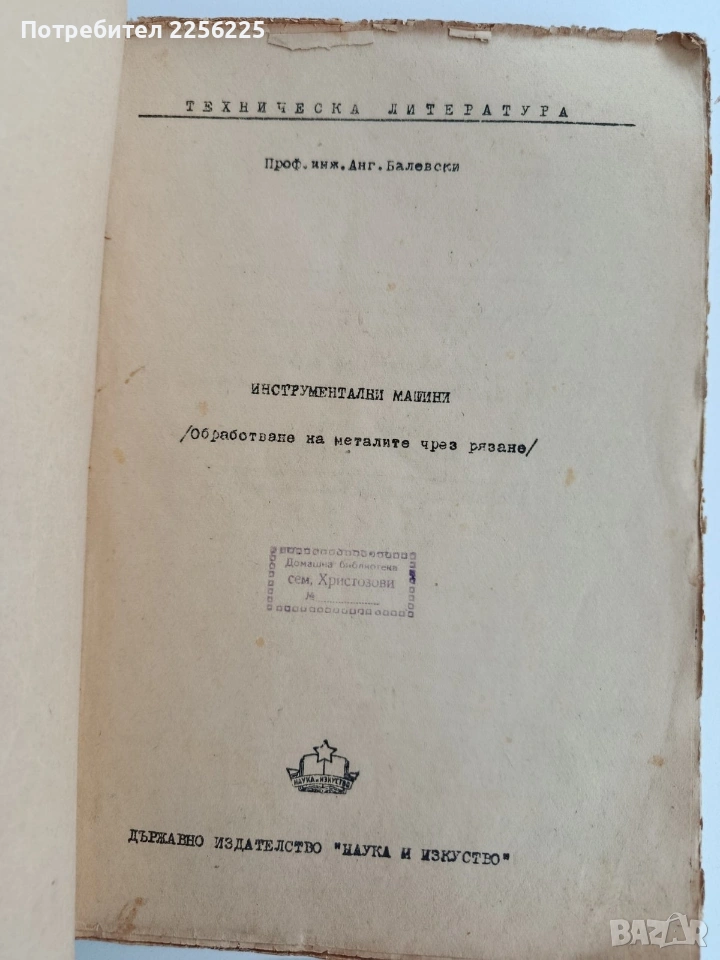 Потребител 2256225
ТЕХНИЧЕСКА ЛИТЕРАТУРА
Проф.инж.Анг.Балевски
ИНСТРУМЕНТАЛНИ МАШИНИ
/Обработване на металите чрез рязане/
Домашна библиотека
сем. Христозови
№
НАУКА И ИЗКУСТВО
ДЪРЖАВНО ИЗДАТЕЛСТВО "НАУКА И ИЗКУСТВО"
BAZAR